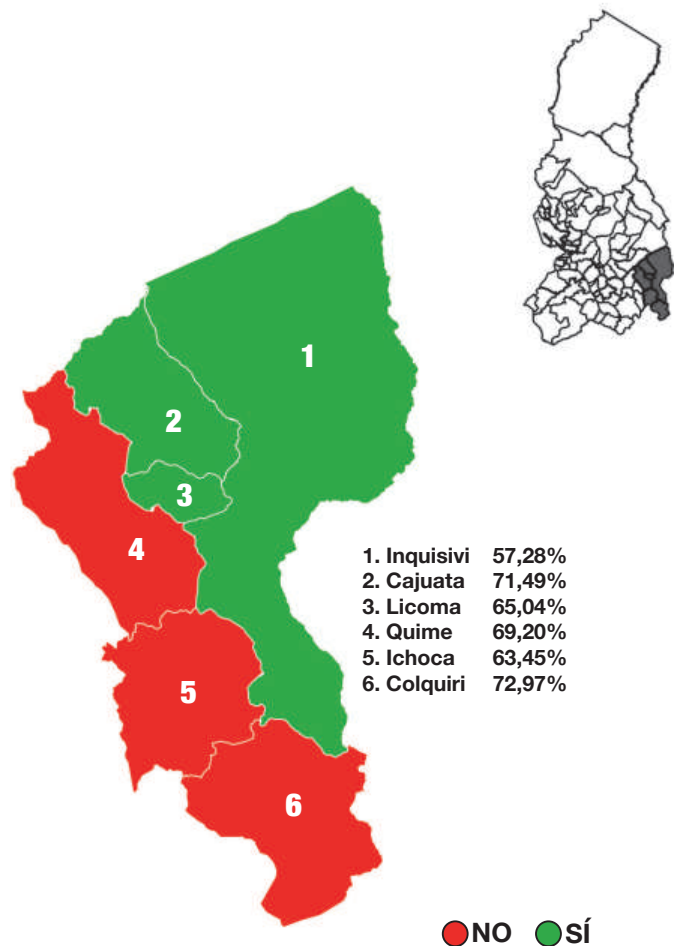 1
2
3
4
5
6
1. Inquisivi 57,28%
2. Cajuata 71,49%
3. Licoma 65,04%
4. Quime 69,20%
5. Ichoca 63,45%
6. Colquiri 72,97%
NO SÍ